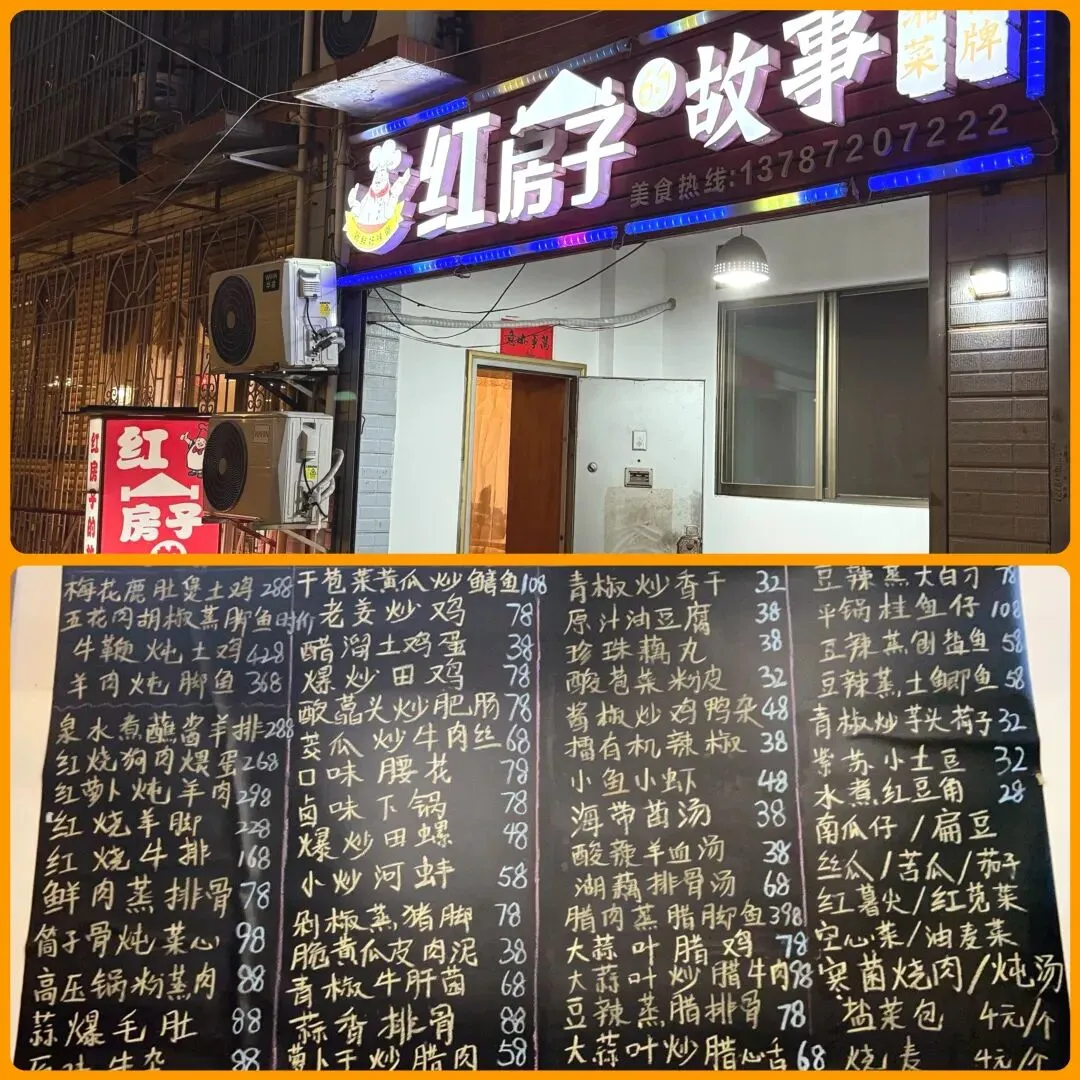 红房子的故事
湘菜
牌
美食热线:13787207222
万事如意
红房子的
红
房子
梅花鹿肚煲土鸡 288
五花肉胡椒蒸脚鱼 时价
牛鞭炖土鸡 428
羊肉炖脚鱼 368
泉水煮蘸酱羊排 288
红烧狗肉煨蛋 268
红萝卜炖羊肉 298
红烧羊脚 228
红烧牛排 168
鲜肉蒸排骨 78
筒子骨炖菜心 98
高压锅粉蒸肉 88
蒜爆毛肚 88
原味牛杂 88
干苞菜黄瓜炒鳝鱼 108
老姜炒鸡 78
醋溜土鸡蛋 38
爆炒田鸡 78
酸藠头炒肥肠 78
茭瓜炒牛肉丝 68
口味腰花 78
卤味下锅 78
爆炒田螺 48
小炒河蚌 58
剁椒蒸猪脚 78
脆黄瓜皮肉泥 38
青椒牛肝菌 68
蒜香排骨 88
萝卜干炒腊肉 58
青椒炒香干 32
原汁油豆腐 38
珍珠藕丸 38
酸苞菜粉皮 32
酱椒炒鸡鸭杂 48
擂有机辣椒 38
小鱼小虾 48
海带菌汤 38
酸辣羊血汤 38
湖藕排骨汤 68
腊肉蒸腊脚鱼 398
大蒜叶腊鸡 78
大蒜叶炒腊牛肉 98
豆辣蒸腊排骨 78
大蒜叶炒腊心舌 68
豆辣蒸大白刁 78
平锅桂鱼仔 108
豆辣蒸刨盐鱼 58
豆辣蒸土鲫鱼 58
青椒炒芋头荷子 32
紫苏小土豆 32
水煮红豆角 28
南瓜仔/扁豆
丝瓜/苦瓜/茄子
红薯尖/红苋菜
空心菜/油麦菜
寒菌烧肉/炖汤
盐菜包 4元/个
烧麦 4元/个